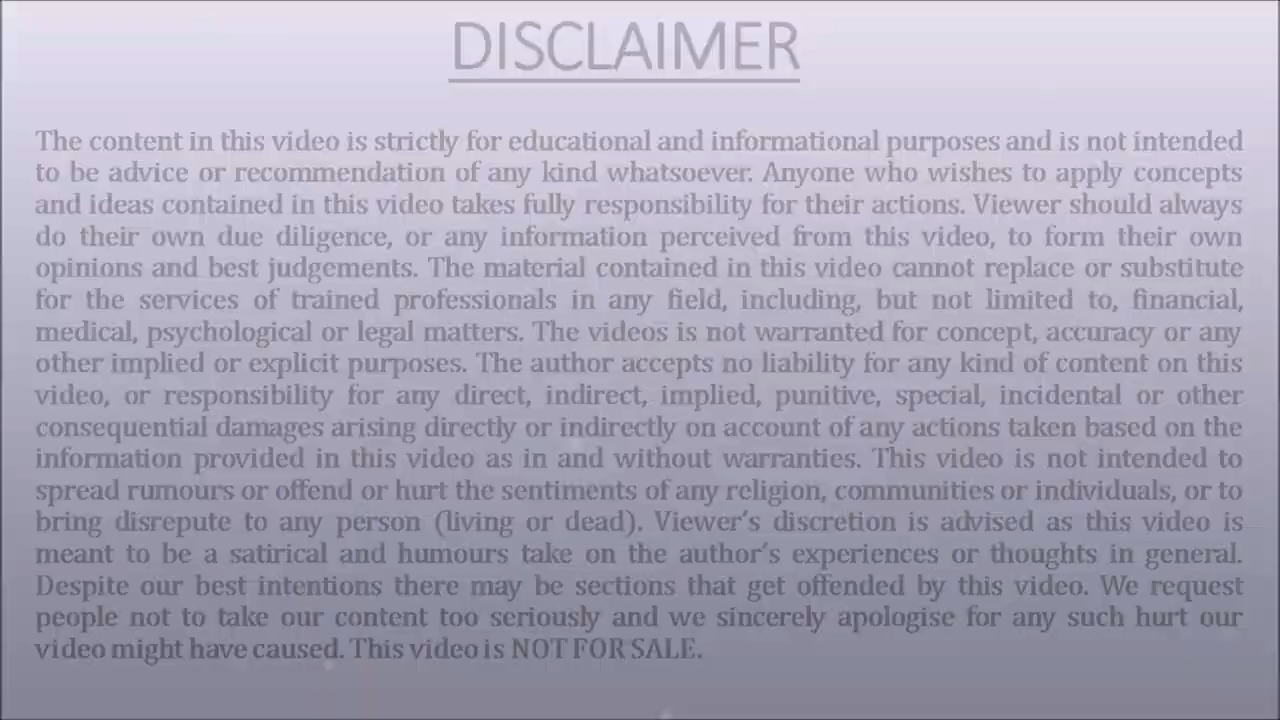 DISCLAIMER
The content in this video is strictly for educational and informational purposes and is not intended
to be advice or recommendation of any kind whatsoever. Anyone who wishes to apply concepts
and ideas contained in this video takes fully responsibility for their actions. Viewer should always
do their own due diligence, or any information perceived from this video, to form their own
opinions and best judgements. The material contained in this video cannot replace or substitute
for the services of trained professionals in any field, including, but not limited to, financial,
medical, psychological or legal matters. The videos is not warranted for concept, accuracy or any
other implied or explicit purposes. The author accepts no liability for any kind of content on this
video, or responsibility for any direct, indirect, implied, punitive, special, incidental or other
consequential damages arising directly or indirectly on account of any actions taken based on the
information provided in this video as in and without warranties. This video is not intended to
spread rumours or offend or hurt the sentiments of any religion, communities or individuals, or to
bring disrepute to any person (living or dead). Viewer’s discretion is advised as this video is
meant to be a satirical and humours take on the author’s experiences or thoughts in general.
Despite our best intentions there may be sections that get offended by this video. We request
people not to take our content too seriously and we sincerely apologise for any such hurt our
video might have caused. This video is NOT FOR SALE.